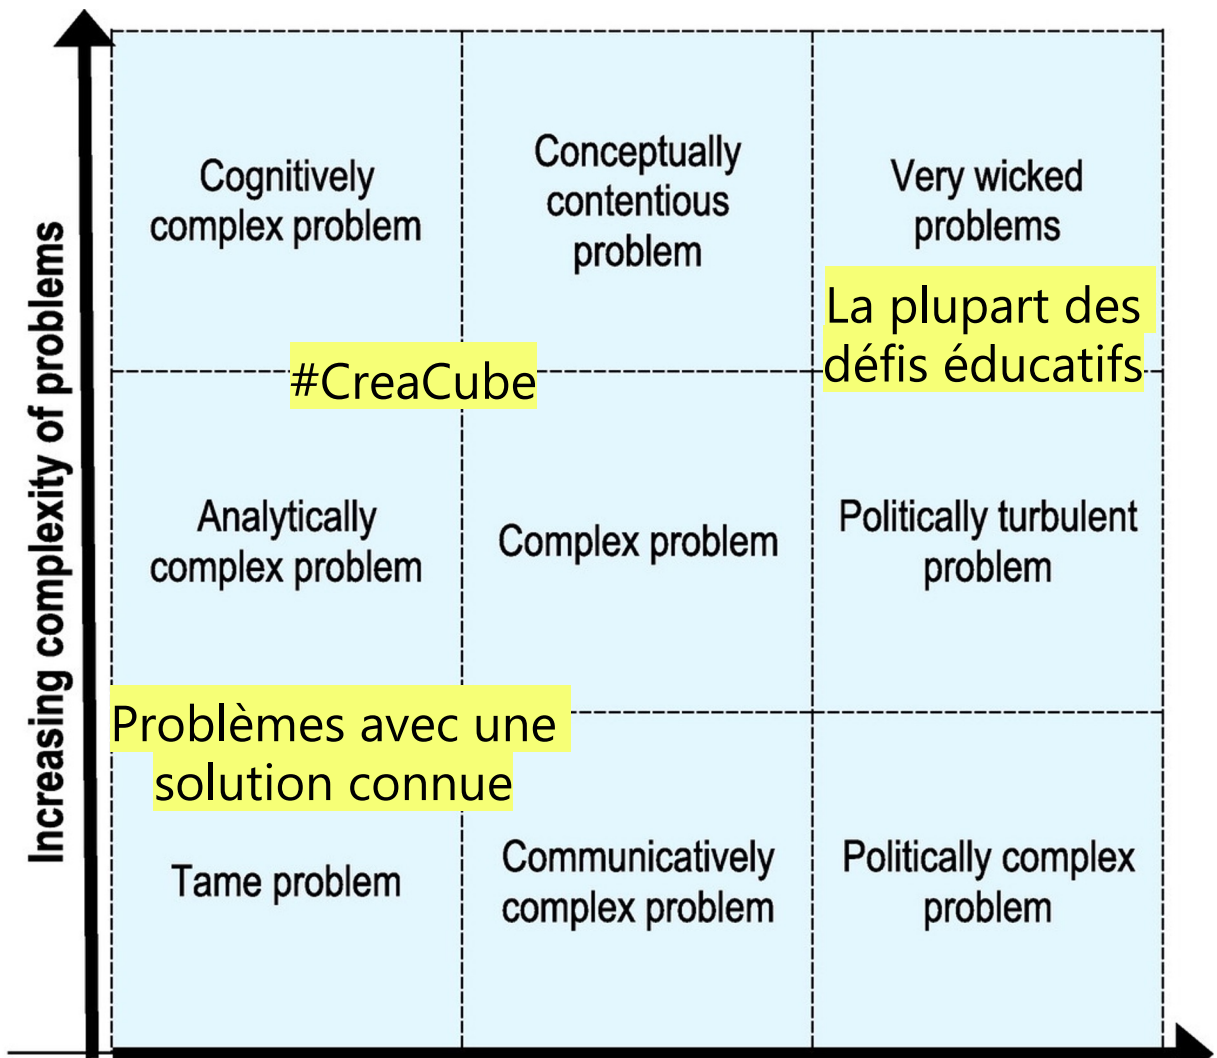 Increasing complexity of problems
Cognitively
complex problem
Conceptually
contentious
problem
Very wicked
problems
La plupart des
défis éducatifs
#CreaCube
Analytically
complex problem
Complex problem
Politically turbulent
problem
Problèmes avec une
solution connue
Tame problem
Communicatively
complex problem
Politically complex
problem